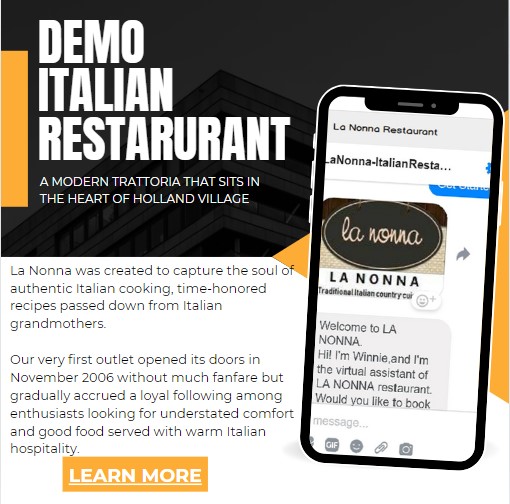 DEMO
ITALIAN
RESTARURANT
A MODERN TRATTORIA THAT SITS IN
THE HEART OF HOLLAND VILLAGE
La Nonna was created to capture the soul of
authentic Italian cooking, time-honored
recipes passed down from Italian
grandmothers.
Our very first outlet opened its doors in
November 2006 without much fanfare but
gradually accrued a loyal following among
enthusiasts looking for understated comfort
and good food served with warm Italian
hospitality.
LEARN MORE
La Nonna Restaurant
LaNonna-ItalianResta...
Get Started
la nonna
LA NONNA
Traditional Italian country cui
Welcome to LA
NONNA.
Hi! I'm Winnie,and I'm
the virtual assistant of
LA NONNA restaurant.
Would you like to book
message...
GIF